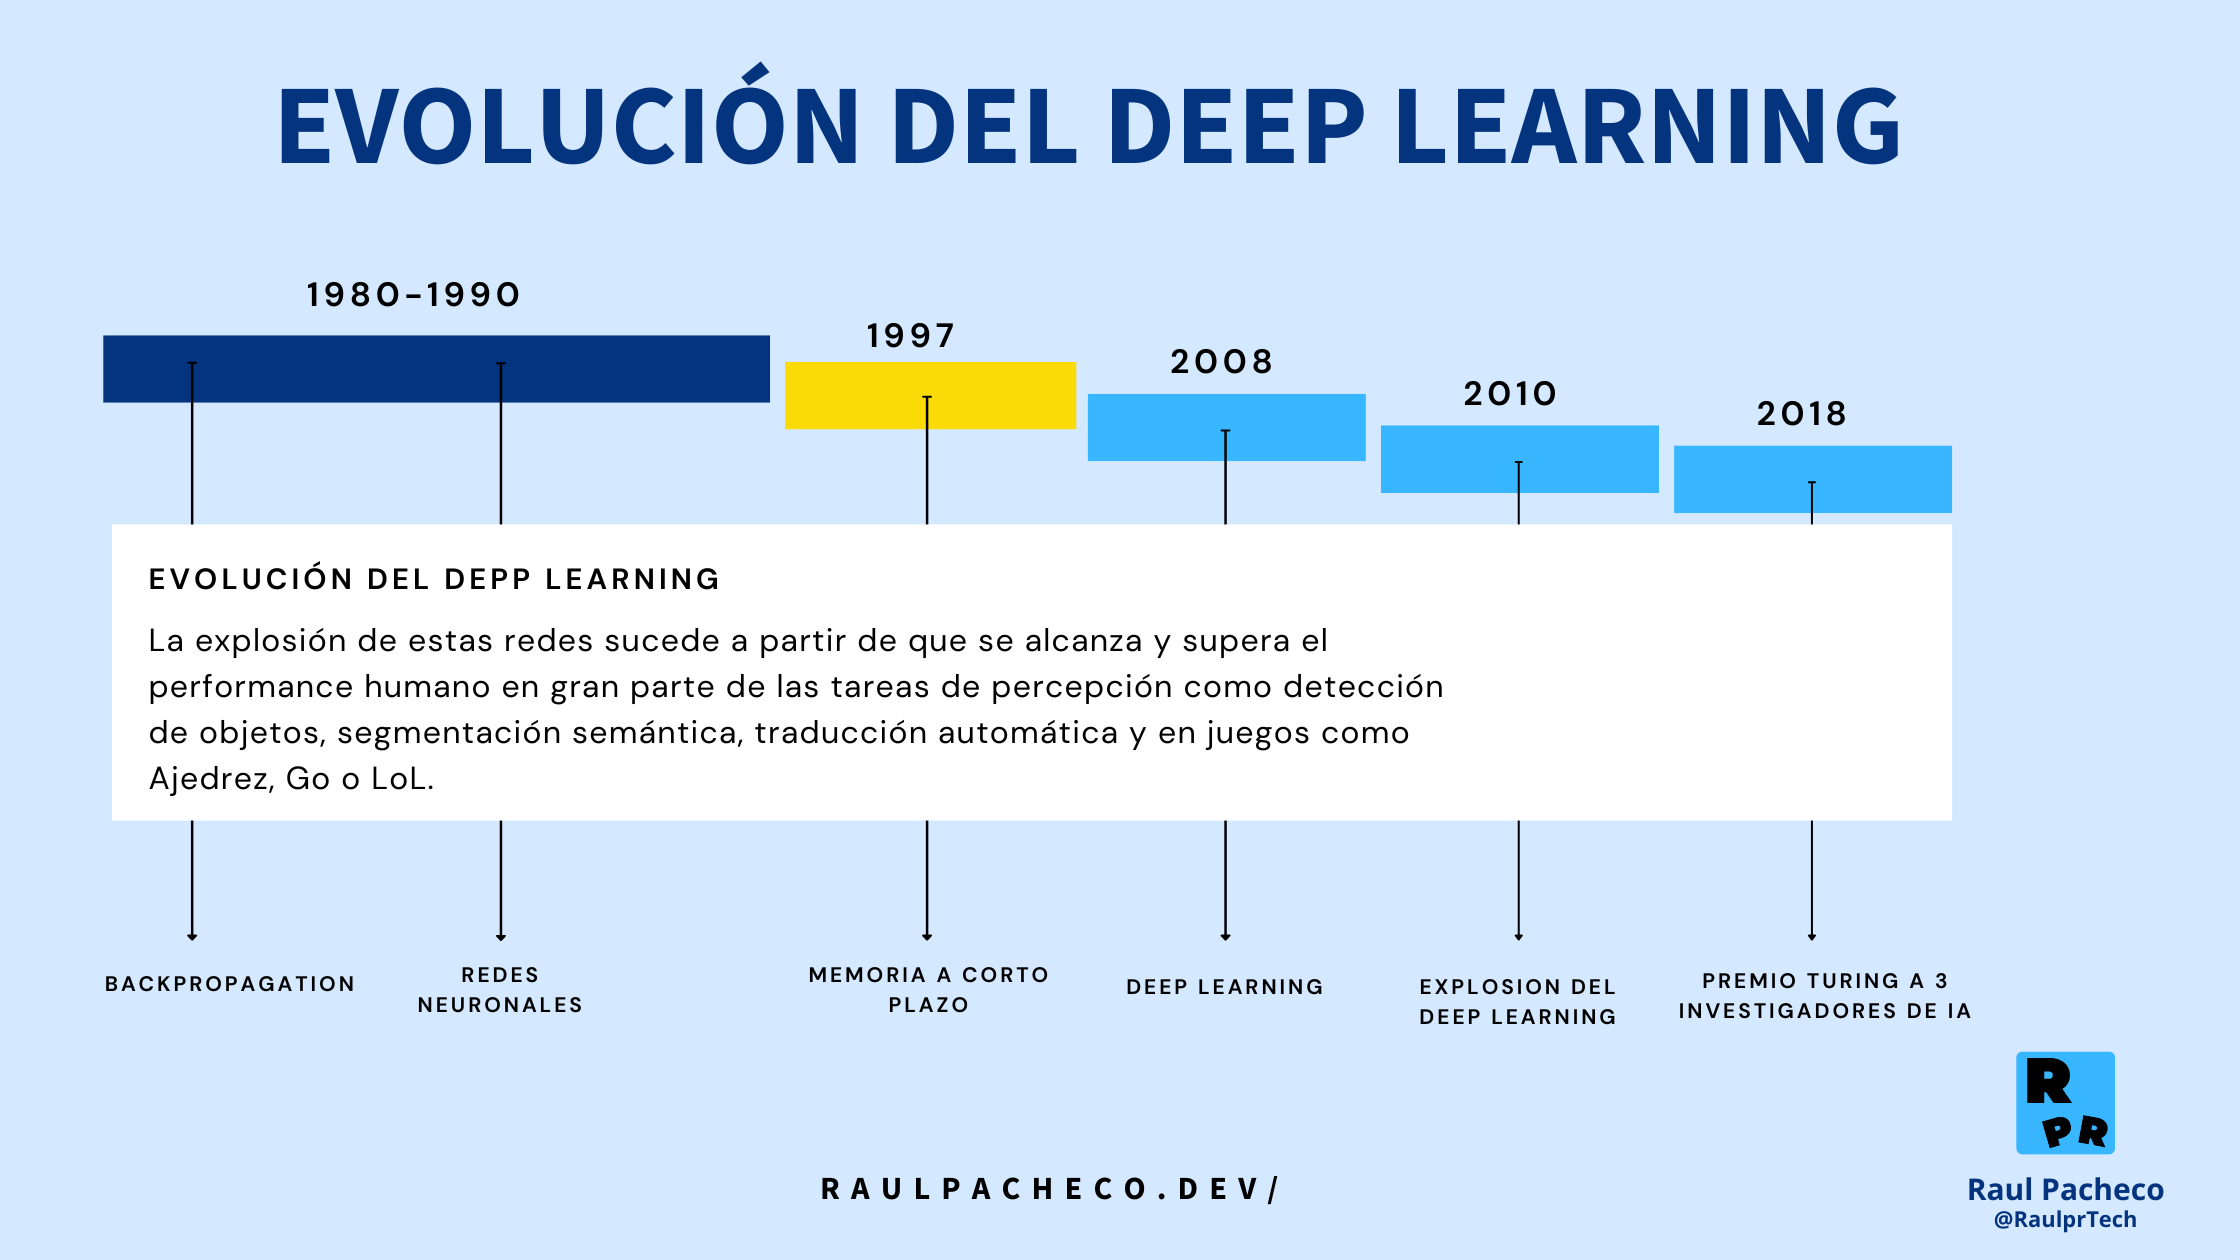 EVOLUCIÓN DEL DEEP LEARNING
1980-1990
1997
2008
2010
2018
EVOLUCIÓN DEL DEPP LEARNING
La explosión de estas redes sucede a partir de que se alcanza y supera el
performance humano en gran parte de las tareas de percepción como detección
de objetos, segmentación semántica, traducción automática y en juegos como
Ajedrez, Go o LoL.
BACKPROPAGATION
REDES
NEURONALES
MEMORIA A CORTO
PLAZO
DEEP LEARNING
EXPLOSION DEL
DEEP LEARNING
PREMIO TURING A 3
INVESTIGADORES DE IA
R
PR
RAULPACHECO.DEV/
Raul Pacheco
@RaulprTech